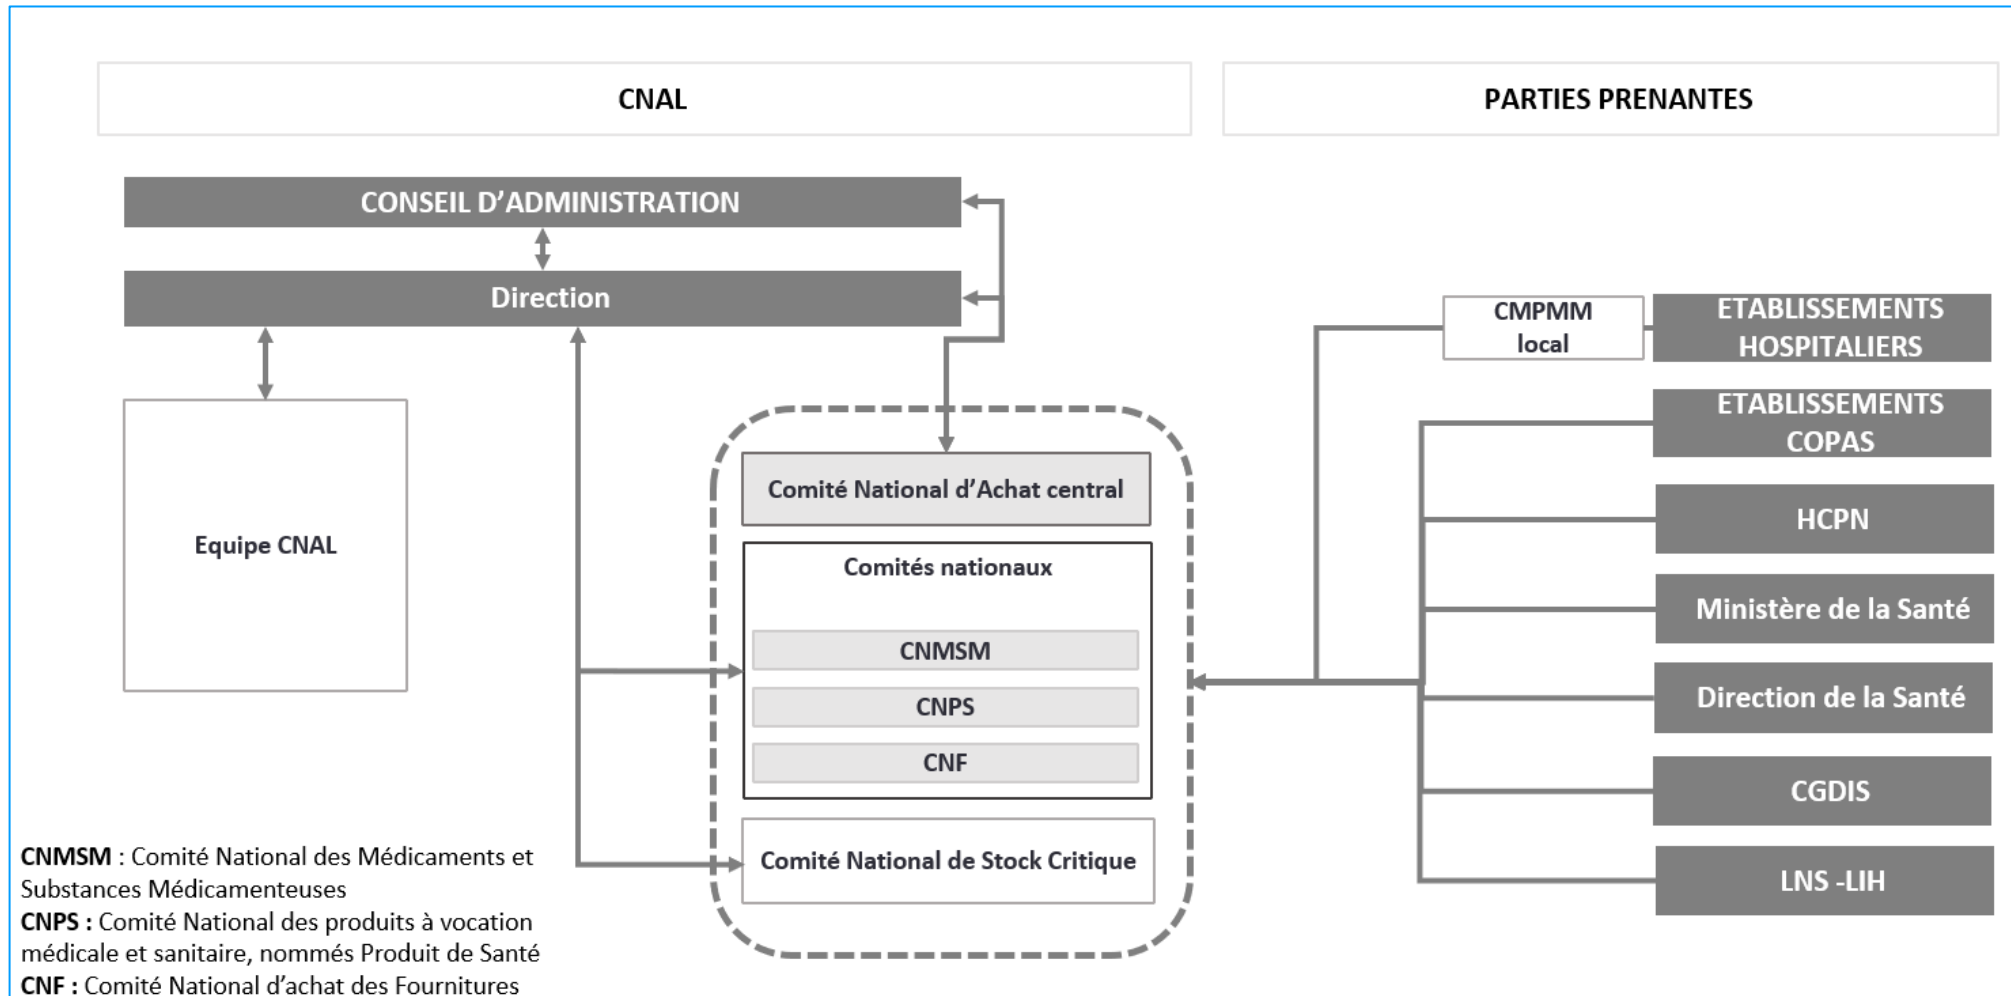 CNAL
PARTIES PRENANTES
CONSEIL D’ADMINISTRATION
Direction
Equipe CNAL
Comité National d’Achat central
Comités nationaux
CNMSM
CNPS
CNF
Comité National de Stock Critique
CMPMM
local
ETABLISSEMENTS
HOSPITALIERS
ETABLISSEMENTS
COPAS
HCPN
Ministère de la Santé
Direction de la Santé
CGDIS
LNS -LIH
CNMSM : Comité National des Médicaments et
Substances Médicamenteuses
CNPS : Comité National des produits à vocation
médicale et sanitaire, nommés Produit de Santé
CNF : Comité National d’achat des Fournitures